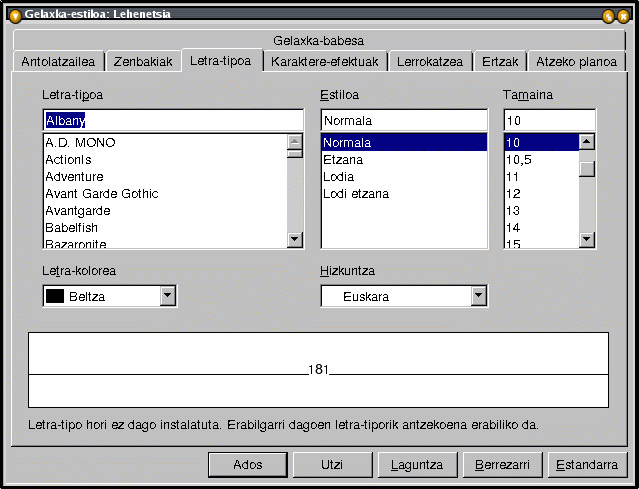 Gelaxka-estiloa: Lehenetsia
Gelaxka-babesa
Antolatzailea Zenbakiak Letra-tipoa Karaktere-efektuak Lerrokatzea Ertzak Atzeko planoa
Letra-tipoa Estiloa Tamaina
Albany Normala 10
A.D. MONO Normala 10
ActionIs Etzana 10,5
Adventure Lodia 11
Avant Garde Gothic Lodi etzana 12
Avantgarde 13
Babelfish 14
Bazaronite 15
Letra-kolorea Hizkuntza
Beltza Euskara
181
Letra-tipo hori ez dago instalatuta. Erabilgarri dagoen letra-tiporik antzekoena erabiliko da.
Ados Utzi Laguntza Berrezarri Estandarra